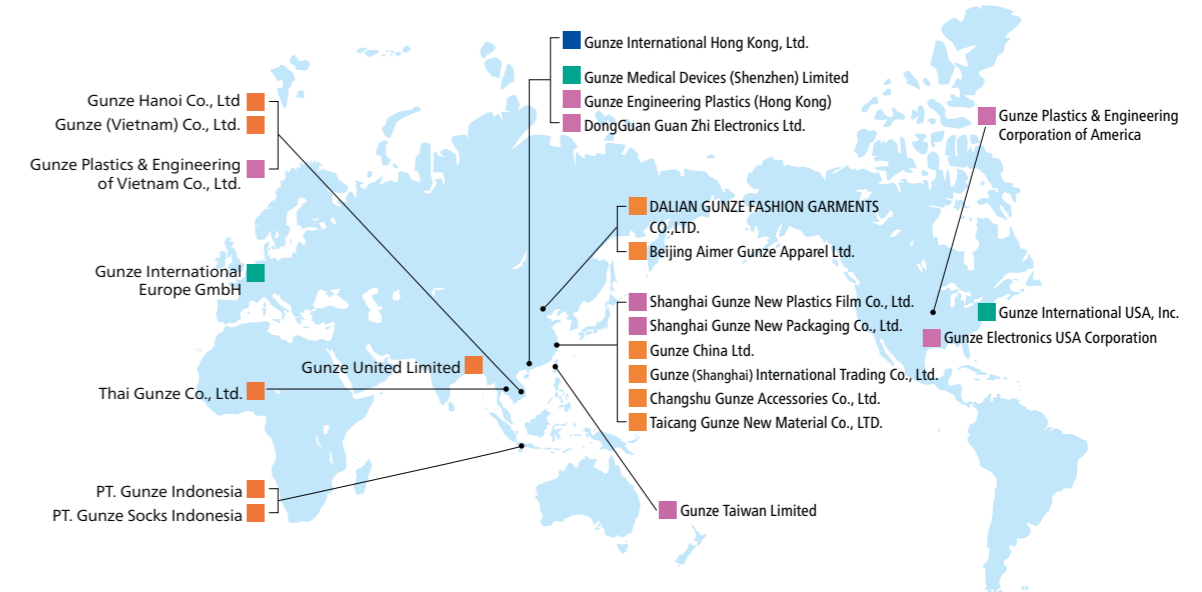 Gunze International Hong Kong, Ltd.
Gunze Medical Devices (Shenzhen) Limited
Gunze Engineering Plastics (Hong Kong)
DongGuan Guan Zhi Electronics Ltd.
Gunze Hanoi Co., Ltd
Gunze (Vietnam) Co., Ltd.
Gunze Plastics & Engineering
of Vietnam Co., Ltd.
Gunze Plastics & Engineering
Corporation of America
DALIAN GUNZE FASHION GARMENTS
CO.,LTD.
Beijing Aimer Gunze Apparel Ltd.
Gunze International
Europe GmbH
Shanghai Gunze New Plastics Film Co., Ltd.
Shanghai Gunze New Packaging Co., Ltd.
Gunze China Ltd.
Gunze (Shanghai) International Trading Co., Ltd.
Changshu Gunze Accessories Co., Ltd.
Taicang Gunze New Material Co., LTD.
Gunze International USA, Inc.
Gunze Electronics USA Corporation
Gunze United Limited
Thai Gunze Co., Ltd.
PT. Gunze Indonesia
PT. Gunze Socks Indonesia
Gunze Taiwan Limited